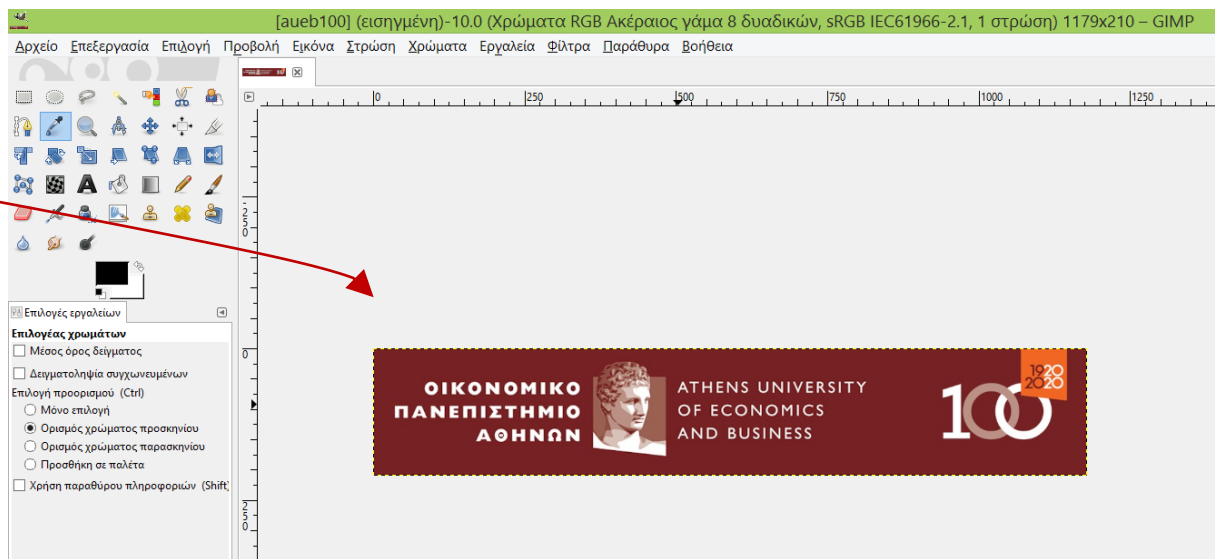 [aueb100] (εισηγμένη)-10.0 (Χρώματα RGB Ακέραιος γάμα 8 δυαδικών, sRGB IEC61966-2.1, 1 στρώση) 1179x210 – GIMP
Αρχείο Επεξεργασία Επιλογή Προβολή Εικόνα Στρώση Χρώματα Εργαλεία Φίλτρα Παράθυρα Βοήθεια
0 250 500 750 1000 1250
250
0
250
Επιλογές εργαλείων
Επιλογέας χρωμάτων
Μέσος όρος δείγματος
Δειγματοληψία συγχωνευμένων
Επιλογή προορισμού (Ctrl)
Μόνο επιλογή
Ορισμός χρώματος προσκηνίου
Ορισμός χρώματος παρασκηνίου
Προσθήκη σε παλέτα
Χρήση παραθύρου πληροφοριών (Shift)
ΟΙΚΟΝΟΜΙΚΟ
ΠΑΝΕΠΙΣΤΗΜΙΟ
ΑΘΗΝΩΝ
ATHENS UNIVERSITY
OF ECONOMICS
AND BUSINESS
100
1920
2020